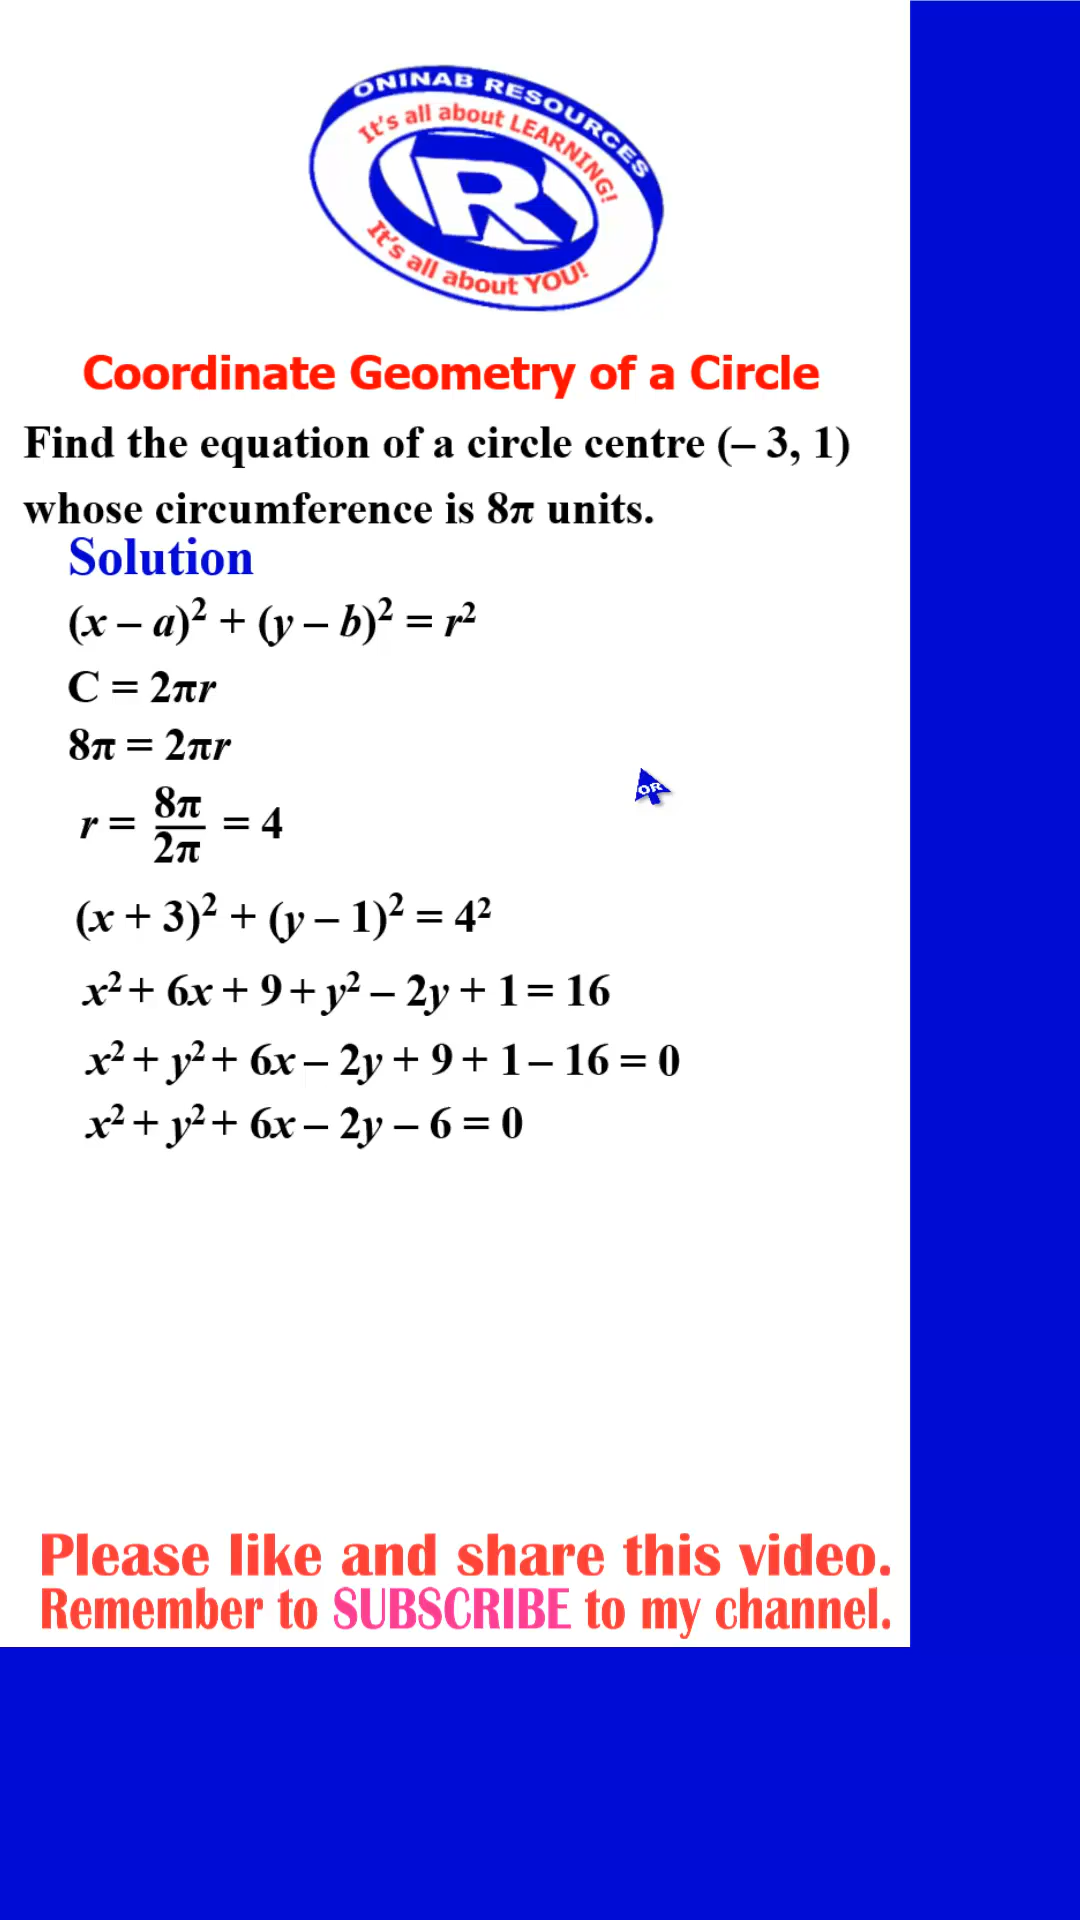 ONINAB RESOURCES
It's all about LEARNING!
R
It's all about YOU!
Coordinate Geometry of a Circle
Find the equation of a circle centre (– 3, 1)
whose circumference is 8π units.
Solution
(x – a)² + (y – b)² = r²
C = 2πr
8π = 2πr
OR
r = 8π/2π = 4
(x + 3)² + (y – 1)² = 4²
x² + 6x + 9 + y² – 2y + 1 = 16
x² + y² + 6x – 2y + 9 + 1 – 16 = 0
x² + y² + 6x – 2y – 6 = 0
Please like and share this video.
Remember to SUBSCRIBE to my channel.